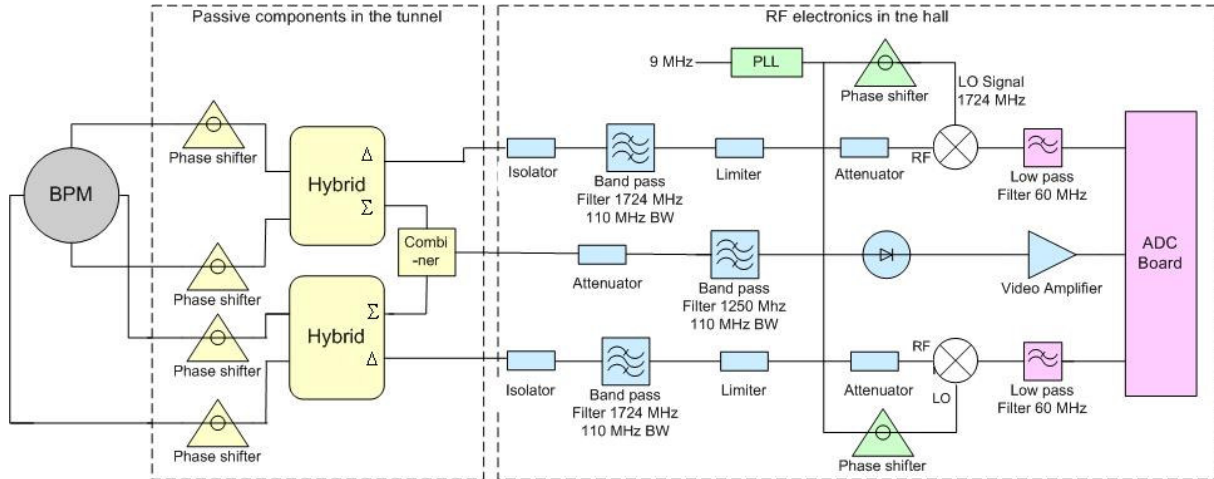 Passive components in the tunnel
RF electronics in tne hall
9 MHz
PLL
Phase shifter
LO Signal
1724 MHz
Phase shifter
BPM
Δ
Hybrid
Σ
Isolator
Band pass
Filter 1724 MHz
110 MHz BW
Limiter
Attenuator
RF
Low pass
Filter 60 MHz
ADC
Board
Phase shifter
Combi
-ner
Attenuator
Band pass
Filter 1250 Mhz
110 MHz BW
Video Amplifier
Phase shifter
Σ
Hybrid
Δ
Isolator
Band pass
Filter 1724 MHz
110 MHz BW
Limiter
Attenuator
RF
LO
Low pass
Filter 60 MHz
Phase shifter
Phase shifter